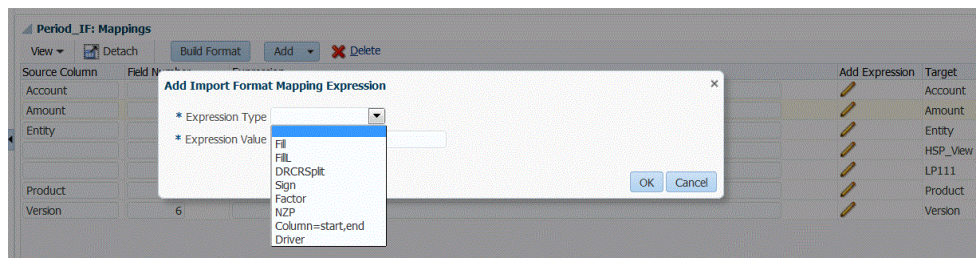 Period_IF: Mappings
View Detach Build Format Add Delete
Source Column Field Number Expression Add Expression Target
Add Import Format Mapping Expression ×
Account Account
* Expression Type
Amount Amount
* Expression Value
Entity Entity
Fill
FillL
HSP_View
DRCRSplit
LP111
Sign
OK Cancel
Product Product
Factor
NZP
Version 6 Version
Column=start,end
Driver